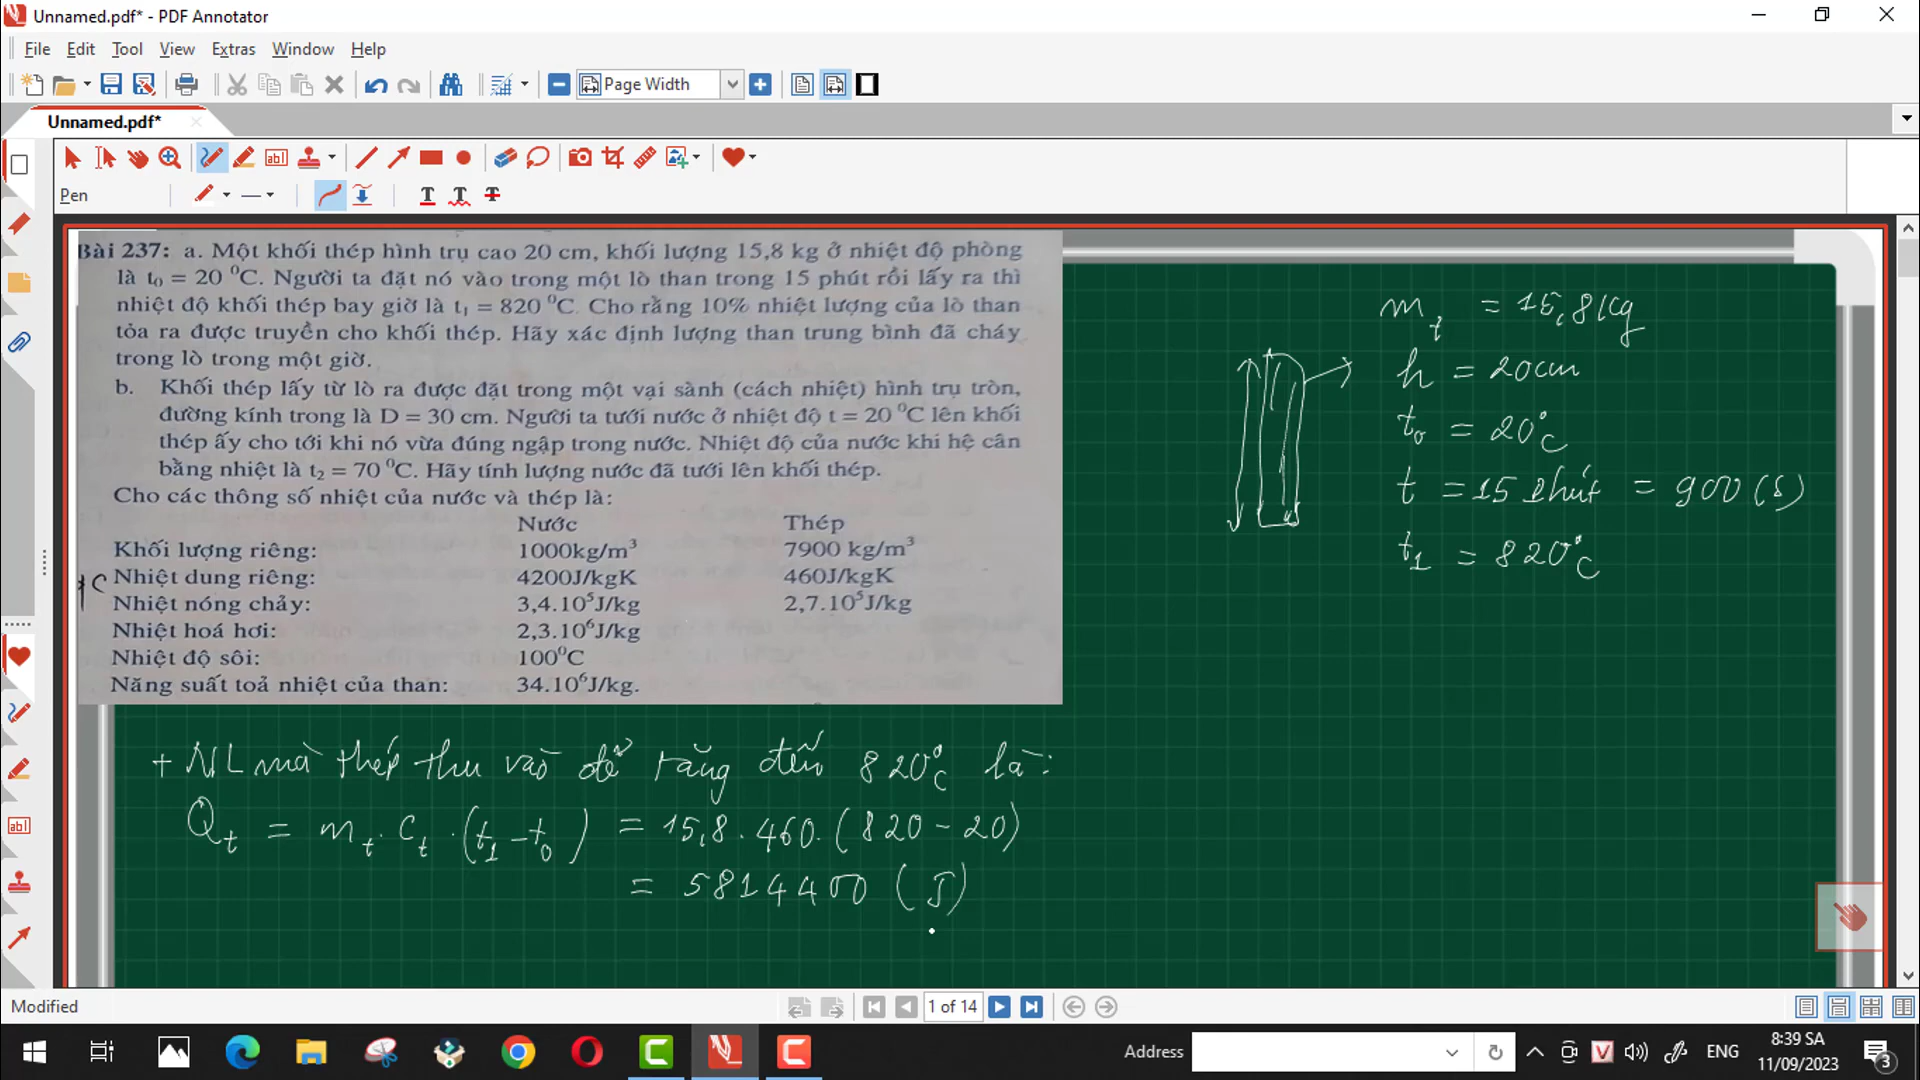 Unnamed.pdf* - PDF Annotator
File Edit Tool View Extras Window Help
Page Width
Unnamed.pdf*
Pen
Bài 237: a. Một khối thép hình trụ cao 20 cm, khối lượng 15,8 kg ở nhiệt độ phòng
là t₀ = 20 ⁰C. Người ta đặt nó vào trong một lò than trong 15 phút rồi lấy ra thì
nhiệt độ khối thép bay giờ là t₁ = 820 ⁰C. Cho rằng 10% nhiệt lượng của lò than
tỏa ra được truyền cho khối thép. Hãy xác định lượng than trung bình đã cháy
trong lò trong một giờ.
b. Khối thép lấy từ lò ra được đặt trong một vại sành (cách nhiệt) hình trụ tròn,
đường kính trong là D = 30 cm. Người ta tưới nước ở nhiệt độ t = 20 ⁰C lên khối
thép ấy cho tới khi nó vừa đúng ngập trong nước. Nhiệt độ của nước khi hệ cân
bằng nhiệt là t₂ = 70 ⁰C. Hãy tính lượng nước đã tưới lên khối thép.
Cho các thông số nhiệt của nước và thép là:
Nước Thép
Khối lượng riêng: 1000kg/m³ 7900 kg/m³
Nhiệt dung riêng: 4200J/kgK 460J/kgK
Nhiệt nóng chảy: 3,4.10⁵J/kg 2,7.10⁵J/kg
Nhiệt hoá hơi: 2,3.10⁶J/kg
Nhiệt độ sôi: 100⁰C
Năng suất toả nhiệt của than: 34.10⁶J/kg.
m_t = 15,8 kg
h = 20cm
t₀ = 20°C
t = 15 phút = 900 (s)
t₁ = 820°C
+ NL mà thép thu vào để tăng đến 820°C là:
Q_t = m_t . c_t . (t₁ - t₀) = 15,8 . 460. (820 - 20)
= 5814400 (J)
Modified
1 of 14
Address
ENG
8:39 SA
11/09/2023
3